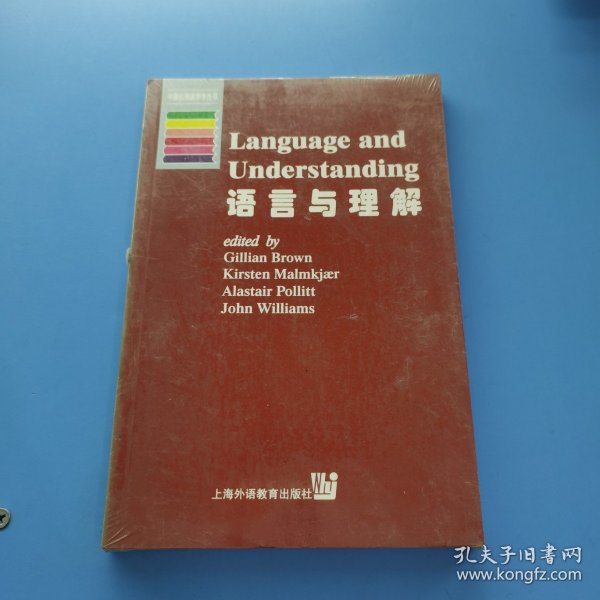 Language and
Understanding
语言与理解
edited by
Gillian Brown
Kirsten Malmkjær
Alastair Pollitt
John Williams
上海外语教育出版社
孔夫子旧书网
www.kongfz.com